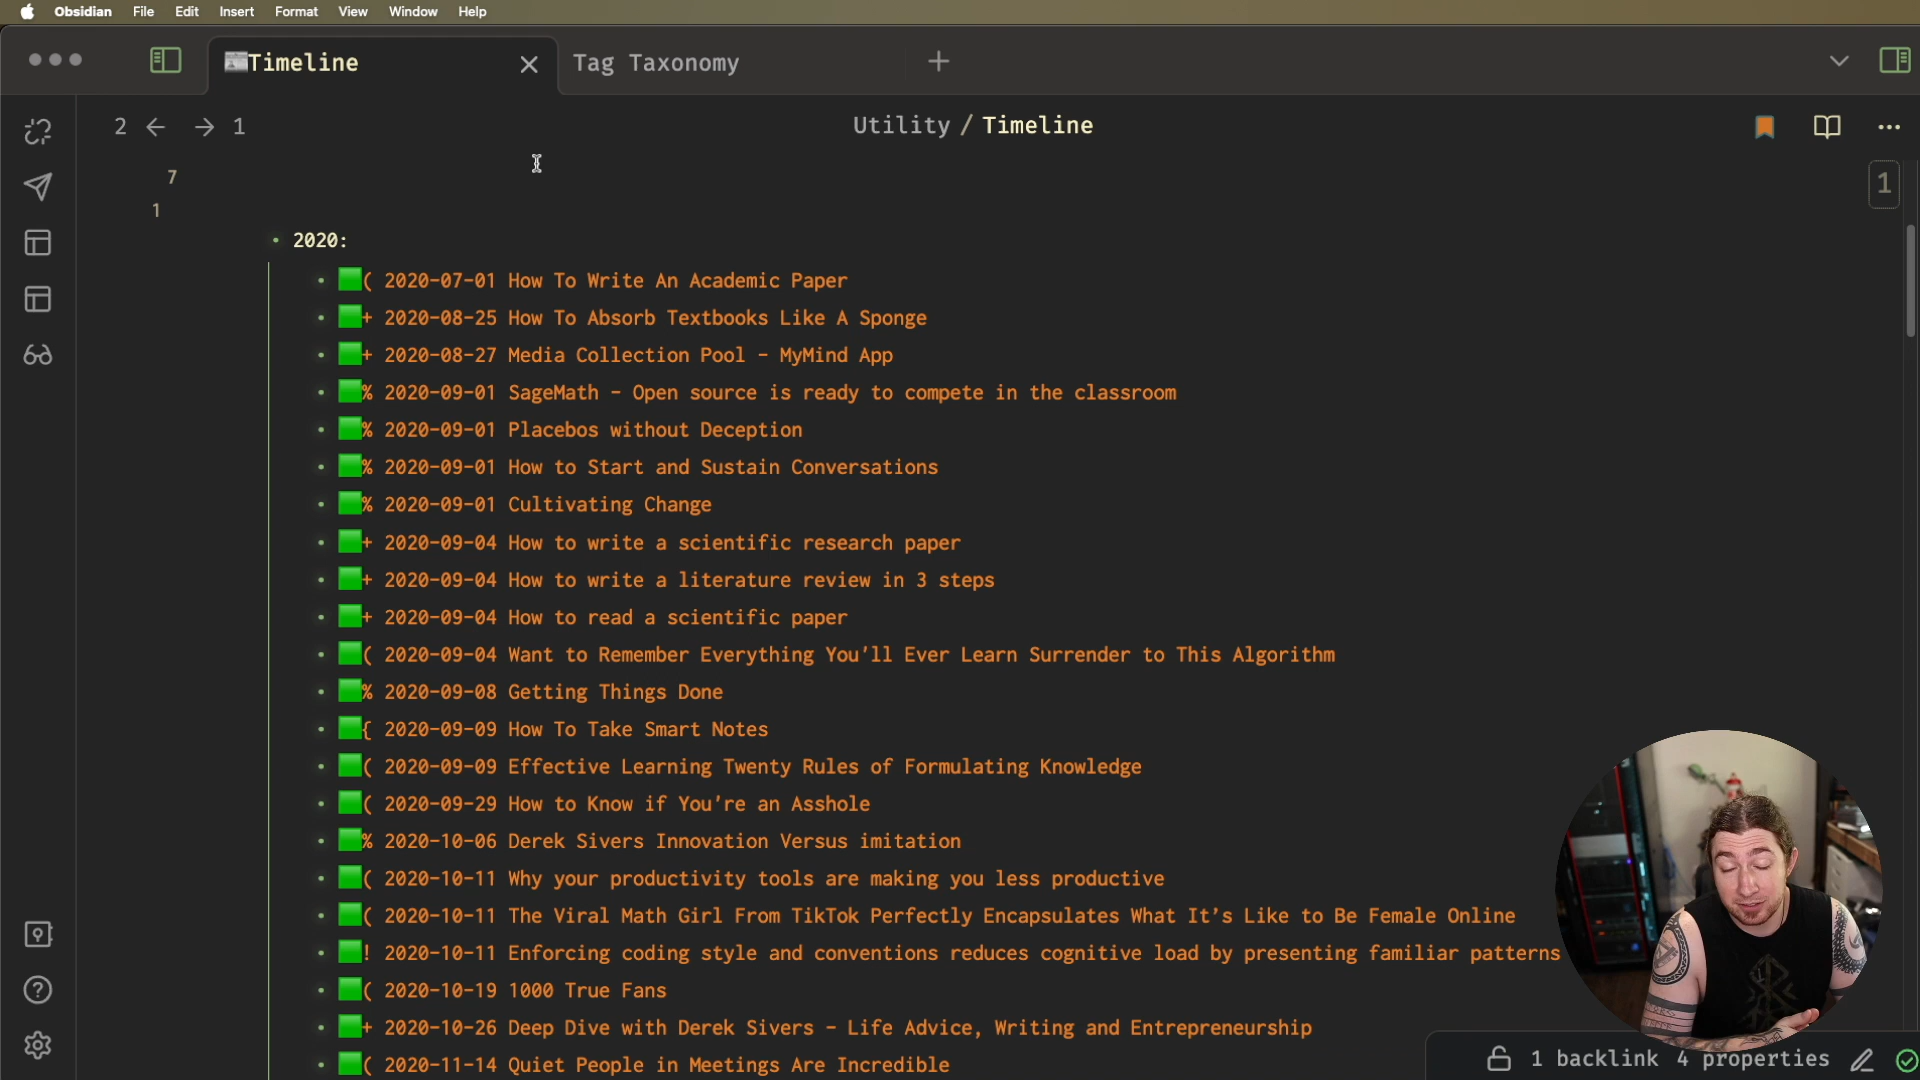 Obsidian File Edit Insert Format View Window Help
Timeline
Tag Taxonomy
2 1
Utility / Timeline
7
1
1
2020:
( 2020-07-01 How To Write An Academic Paper
+ 2020-08-25 How To Absorb Textbooks Like A Sponge
+ 2020-08-27 Media Collection Pool – MyMind App
% 2020-09-01 SageMath – Open source is ready to compete in the classroom
% 2020-09-01 Placebos without Deception
% 2020-09-01 How to Start and Sustain Conversations
% 2020-09-01 Cultivating Change
+ 2020-09-04 How to write a scientific research paper
+ 2020-09-04 How to write a literature review in 3 steps
+ 2020-09-04 How to read a scientific paper
( 2020-09-04 Want to Remember Everything You'll Ever Learn Surrender to This Algorithm
% 2020-09-08 Getting Things Done
{ 2020-09-09 How To Take Smart Notes
( 2020-09-09 Effective Learning Twenty Rules of Formulating Knowledge
( 2020-09-29 How to Know if You're an Asshole
% 2020-10-06 Derek Sivers Innovation Versus imitation
( 2020-10-11 Why your productivity tools are making you less productive
( 2020-10-11 The Viral Math Girl From TikTok Perfectly Encapsulates What It’s Like to Be Female Online
! 2020-10-11 Enforcing coding style and conventions reduces cognitive load by presenting familiar patterns
( 2020-10-19 1000 True Fans
+ 2020-10-26 Deep Dive with Derek Sivers – Life Advice, Writing and Entrepreneurship
( 2020-11-14 Quiet People in Meetings Are Incredible
1 backlink 4 properties